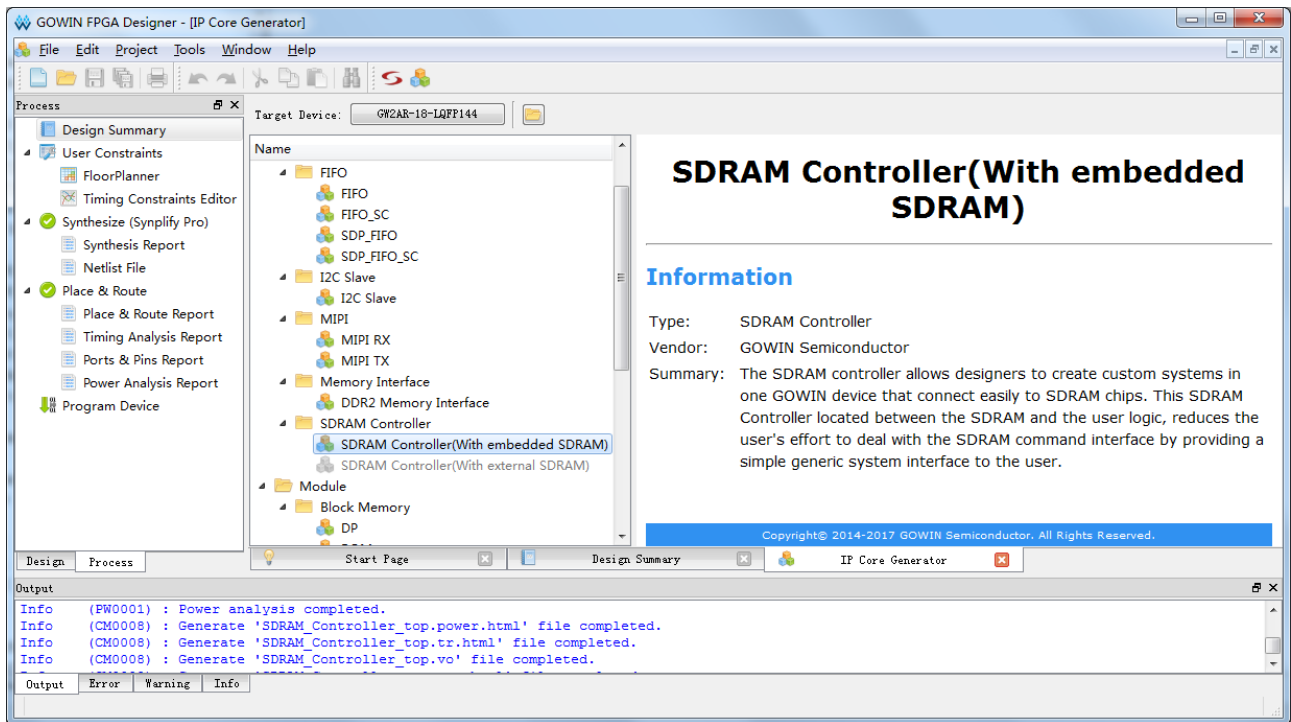 GOWIN FPGA Designer - [IP Core Generator]
File Edit Project Tools Window Help
Process
Design Summary
User Constraints
FloorPlanner
Timing Constraints Editor
Synthesize (Synplify Pro)
Synthesis Report
Netlist File
Place & Route
Place & Route Report
Timing Analysis Report
Ports & Pins Report
Power Analysis Report
Program Device
Design Process
Target Device: GW2AR-18-LQFP144
Name
FIFO
FIFO
FIFO_SC
SDP_FIFO
SDP_FIFO_SC
I2C Slave
I2C Slave
MIPI
MIPI RX
MIPI TX
Memory Interface
DDR2 Memory Interface
SDRAM Controller
SDRAM Controller(With embedded SDRAM)
SDRAM Controller(With external SDRAM)
Module
Block Memory
DP
SDRAM Controller(With embedded
SDRAM)
Information
Type: SDRAM Controller
Vendor: GOWIN Semiconductor
Summary: The SDRAM controller allows designers to create custom systems in
one GOWIN device that connect easily to SDRAM chips. This SDRAM
Controller located between the SDRAM and the user logic, reduces the
user's effort to deal with the SDRAM command interface by providing a
simple generic system interface to the user.
Copyright© 2014-2017 GOWIN Semiconductor. All Rights Reserved.
Start Page Design Summary IP Core Generator
Output
Info (PW0001) : Power analysis completed.
Info (CM0008) : Generate 'SDRAM_Controller_top.power.html' file completed.
Info (CM0008) : Generate 'SDRAM_Controller_top.tr.html' file completed.
Info (CM0008) : Generate 'SDRAM_Controller_top.vo' file completed.
Output Error Warning Info